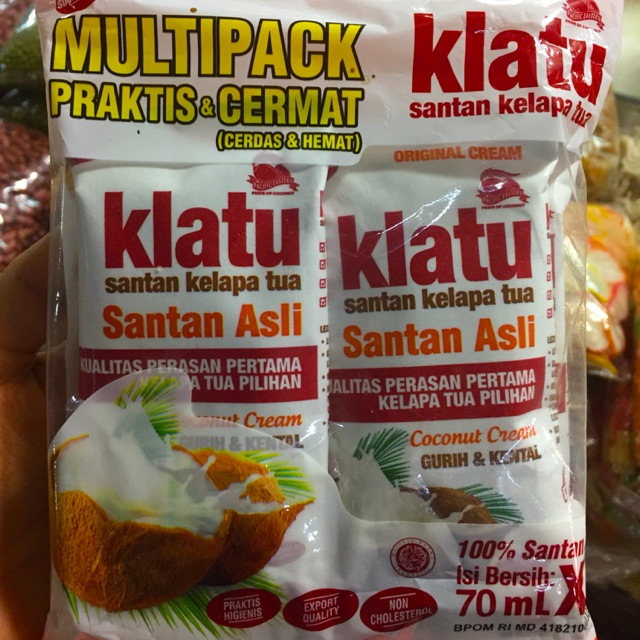 MULTIPACK
PRAKTIS & CERMAT
(CERDAS & HEMAT)
klatu
santan kelapa tua
ORIGINAL CREAM
klatu
santan kelapa tua
Santan Asli
KUALITAS PERASAN PERTAMA
PA TUA PILIHAN
Coconut Cream
GURIH & KENTAL
klatu
santan kelapa tua
Santan Asli
ALITAS PERASAN PERTAMA
KELAPA TUA PILIHAN
Coconut Cream
GURIH & KENTAL
100% Santan
Isi Bersih:
70 mL X
BPOM RI MD 4182104
PRAKTIS
HIGIENIS
EXPORT
QUALITY
NON
CHOLESTEROL